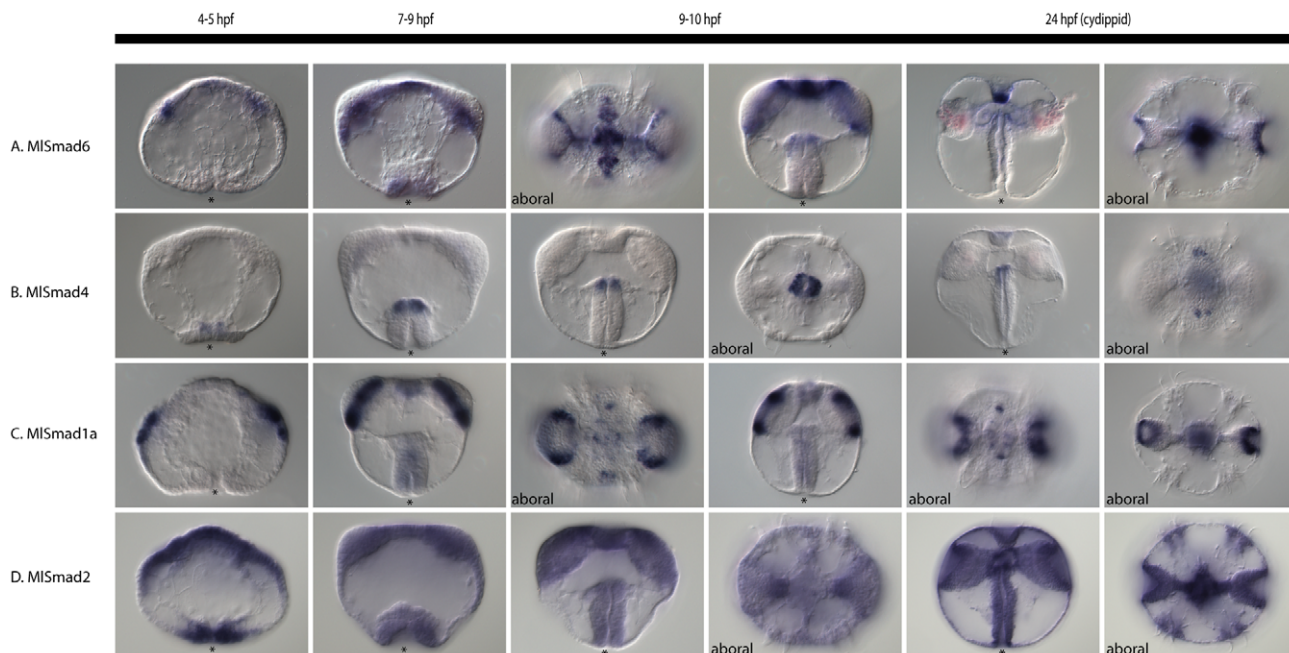 4-5 hpf 7-9 hpf 9-10 hpf 24 hpf (cydippid)
A. MlSmad6
aboral
aboral
*
*
*
*
B. MlSmad4
aboral
aboral
*
*
*
*
C. MlSmad1a
aboral
aboral
aboral
*
*
*
D. MlSmad2
aboral
aboral
*
*
*
*